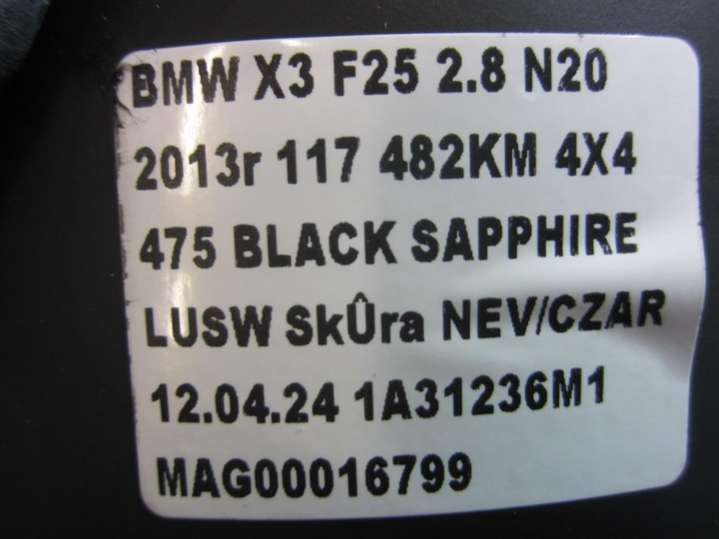 BMW X3 F25 2.8 N20
2013r 117 482KM 4X4
475 BLACK SAPPHIRE
LUSW SkÛra NEV/CZAR
12.04.24 1A31236M1
MAG00016799